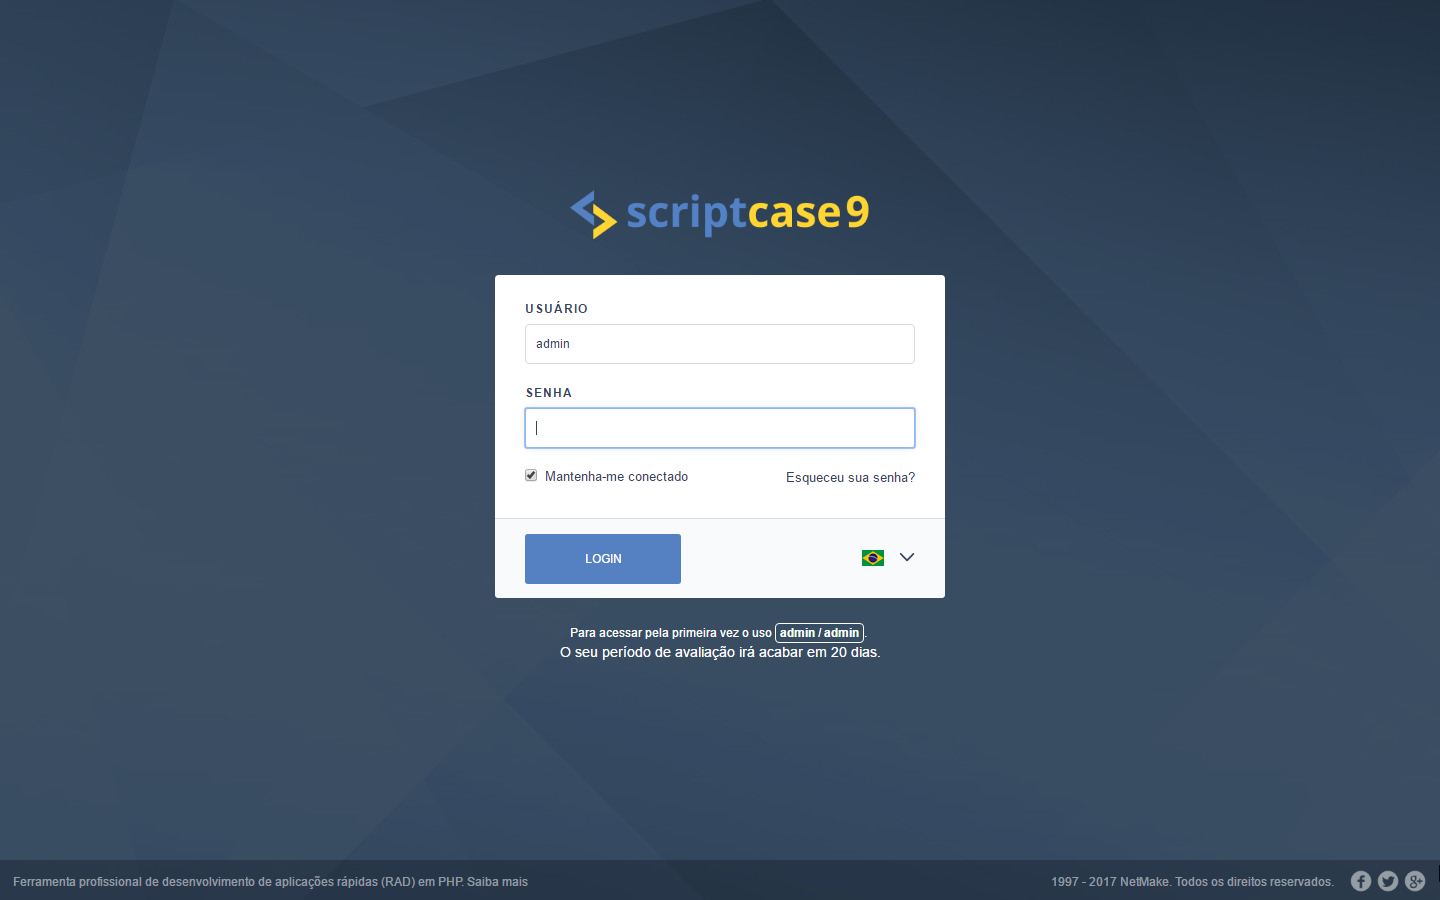 scriptcase 9
USUÁRIO
admin
SENHA
Mantenha-me conectado
Esqueceu sua senha?
LOGIN
Para acessar pela primeira vez o uso admin / admin.
O seu período de avaliação irá acabar em 20 dias.
Ferramenta profissional de desenvolvimento de aplicações rápidas (RAD) em PHP. Saiba mais
1997 - 2017 NetMake. Todos os direitos reservados.